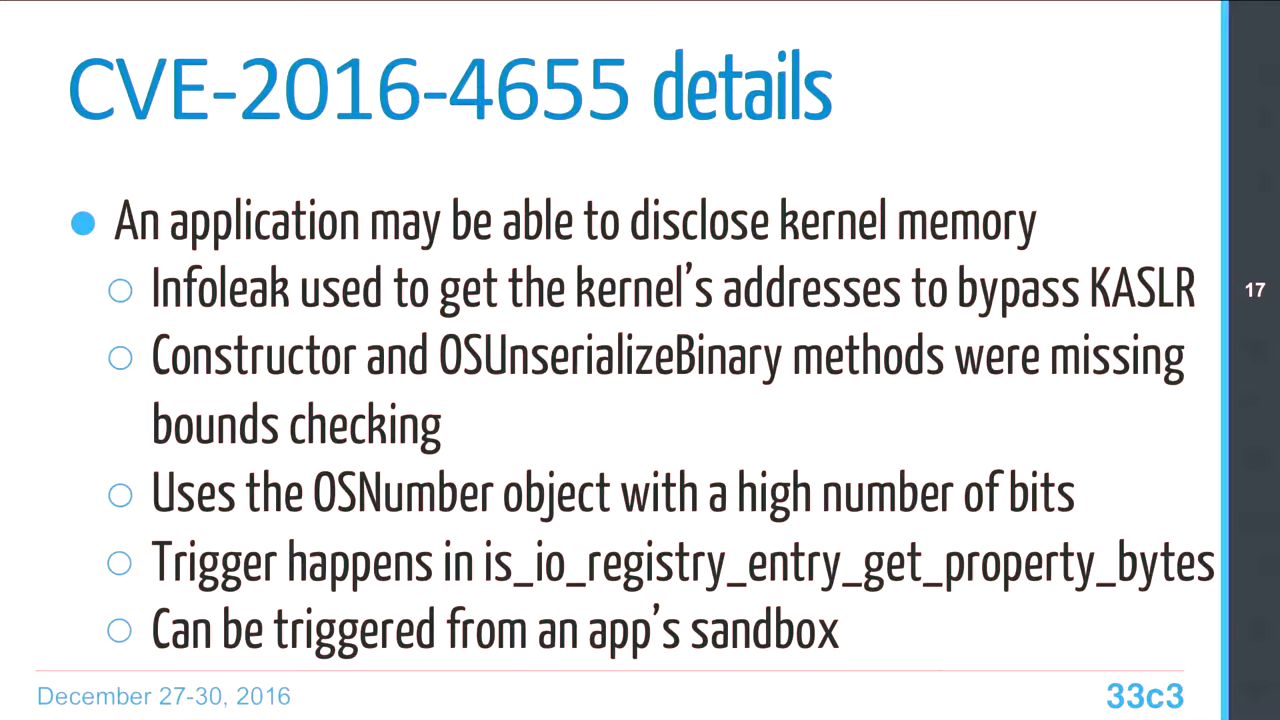 CVE-2016-4655 details
An application may be able to disclose kernel memory
Infoleak used to get the kernel's addresses to bypass KASLR
17
Constructor and OSUnserializeBinary methods were missing
bounds checking
Uses the OSNumber object with a high number of bits
Trigger happens in is_io_registry_entry_get_property_bytes
Can be triggered from an app's sandbox
December 27-30, 2016
33c3